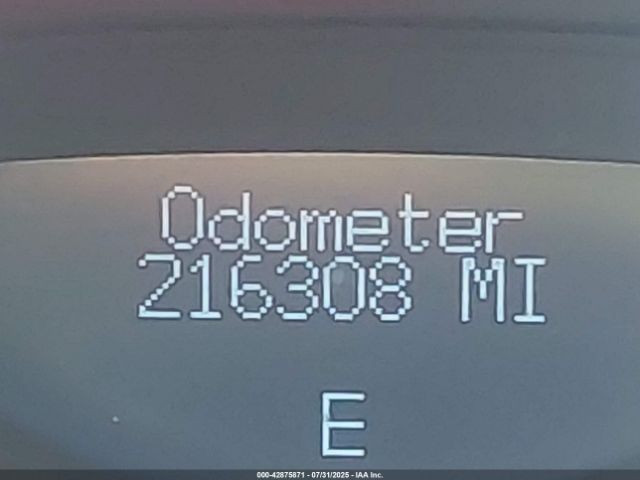 Odometer
216308 MI
E
000-42875871 - 07/31/2025 - IAA Inc.